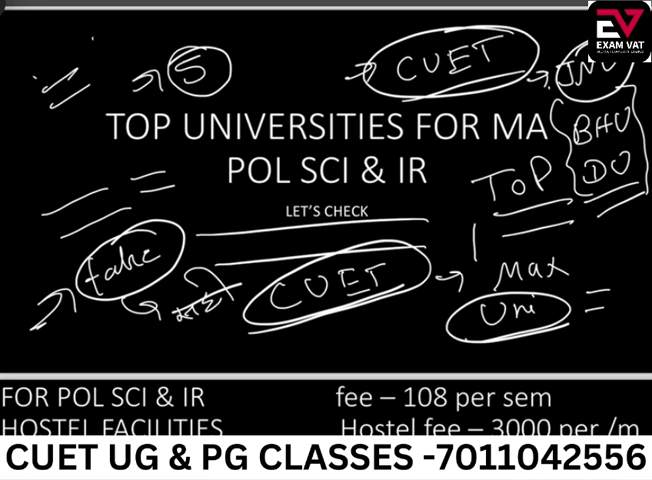 EV
EXAM VAT
5
CUET
JNU
BHU
DU
TOP UNIVERSITIES FOR MA
POL SCI & IR
TOP
LET'S CHECK
fake
CUET
Max
Uni
FOR POL SCI & IR
fee – 108 per sem
HOSTEL FACILITIES
Hostel fee – 3000 per /m
CUET UG & PG CLASSES -7011042556